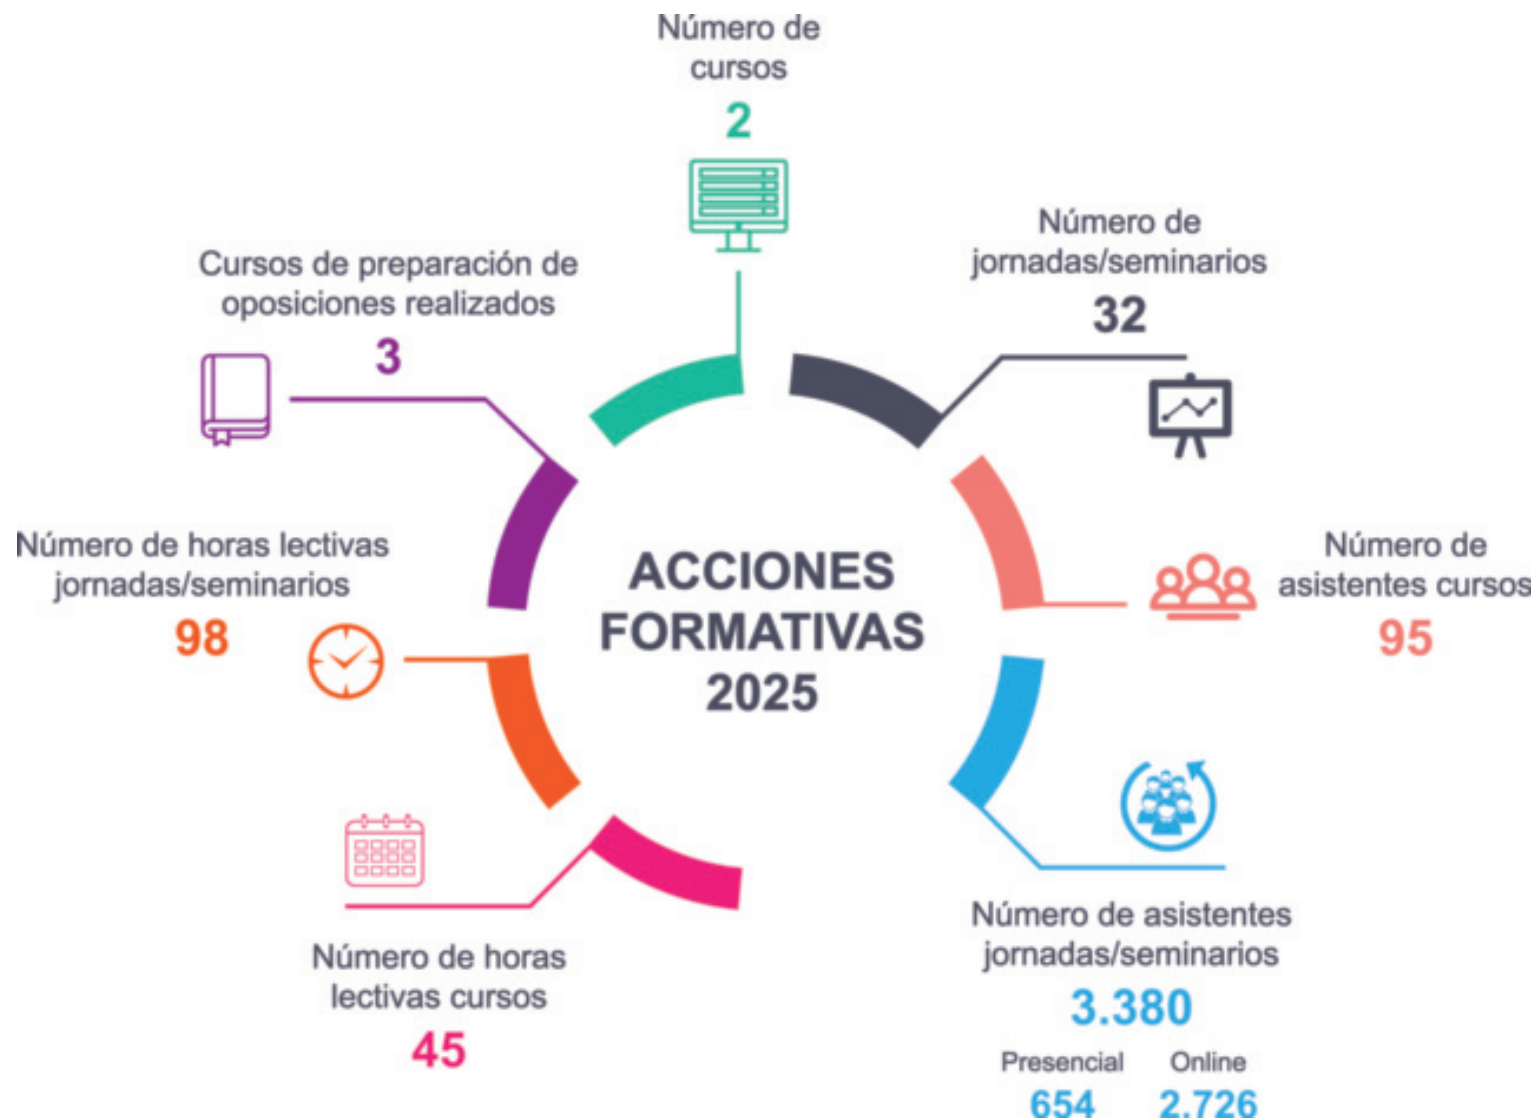 Número de
cursos
2
Número de
jornadas/seminarios
32
Cursos de preparación de
oposiciones realizados
3
Número de horas lectivas
jornadas/seminarios
98
ACCIONES
FORMATIVAS
2025
Número de
asistentes cursos
95
Número de horas
lectivas cursos
45
Número de asistentes
jornadas/seminarios
3.380
Presencial Online
654 2.726